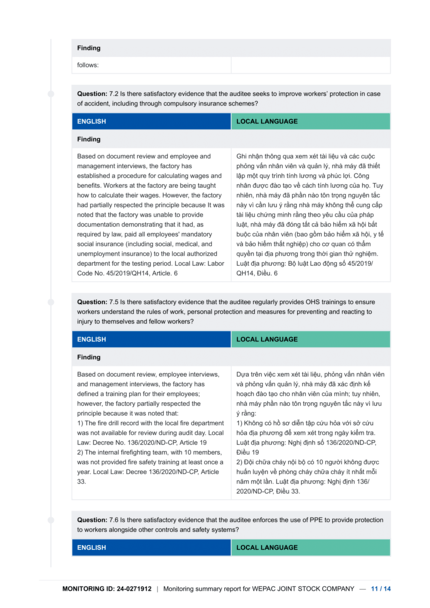 Finding
follows:
Question: 7.2 Is there satisfactory evidence that the auditee seeks to improve workers' protection in case
of accident, including through compulsory insurance schemes?
ENGLISH
LOCAL LANGUAGE
Finding
Based on document review and employee and
management interviews, the factory has
established a procedure for calculating wages and
benefits. Workers at the factory are being taught
how to calculate their wages. However, the factory
had partially respected the principle because It was
noted that the factory was unable to provide
documentation demonstrating that it had, as
required by law, paid all employees' mandatory
social insurance (including social, medical, and
unemployment insurance) to the local authorized
department for the testing period. Local Law: Labor
Code No. 45/2019/QH14, Article. 6
Ghi nhận thông qua xem xét tài liệu và các cuộc
phỏng vấn nhân viên và quản lý, nhà máy đã thiết
lập một quy trình tính lương và phúc lợi. Công
nhân được đào tạo về cách tính lương của họ. Tuy
nhiên, nhà máy đã phần nào tôn trọng nguyên tắc
này vì cần lưu ý rằng nhà máy không thể cung cấp
tài liệu chứng minh rằng theo yêu cầu của pháp
luật, nhà máy đã đóng tất cả bảo hiểm xã hội bắt
buộc của nhân viên (bao gồm bảo hiểm xã hội, y tế
và bảo hiểm thất nghiệp) cho cơ quan có thẩm
quyền tại địa phương trong thời gian thử nghiệm.
Luật địa phương: Bộ luật Lao động số 45/2019/
QH14, Điều. 6
Question: 7.5 Is there satisfactory evidence that the auditee regularly provides OHS trainings to ensure
workers understand the rules of work, personal protection and measures for preventing and reacting to
injury to themselves and fellow workers?
ENGLISH
LOCAL LANGUAGE
Finding
Based on document review, employee interviews,
and management interviews, the factory has
defined a training plan for their employees;
however, the factory partially respected the
principle because it was noted that:
1) The fire drill record with the local fire department
was not available for review during audit day. Local
Law: Decree No. 136/2020/ND-CP, Article 19
2) The internal firefighting team, with 10 members,
was not provided fire safety training at least once a
year. Local Law: Decree 136/2020/ND-CP, Article
33.
Dựa trên việc xem xét tài liệu, phỏng vấn nhân viên
và phỏng vấn quản lý, nhà máy đã xác định kế
hoạch đào tạo cho nhân viên của mình; tuy nhiên,
nhà máy phần nào tôn trọng nguyên tắc này vì lưu
ý rằng:
1) Không có hồ sơ diễn tập cứu hỏa với sở cứu
hỏa địa phương để xem xét trong ngày kiểm tra.
Luật địa phương: Nghị định số 136/2020/ND-CP,
Điều 19
2) Đội chữa cháy nội bộ có 10 người không được
huấn luyện về phòng cháy chữa cháy ít nhất mỗi
năm một lần. Luật địa phương: Nghị định 136/
2020/ND-CP, Điều 33.
Question: 7.6 Is there satisfactory evidence that the auditee enforces the use of PPE to provide protection
to workers alongside other controls and safety systems?
ENGLISH
LOCAL LANGUAGE
MONITORING ID: 24-0271912 | Monitoring summary report for WEPAC JOINT STOCK COMPANY — 11 / 14